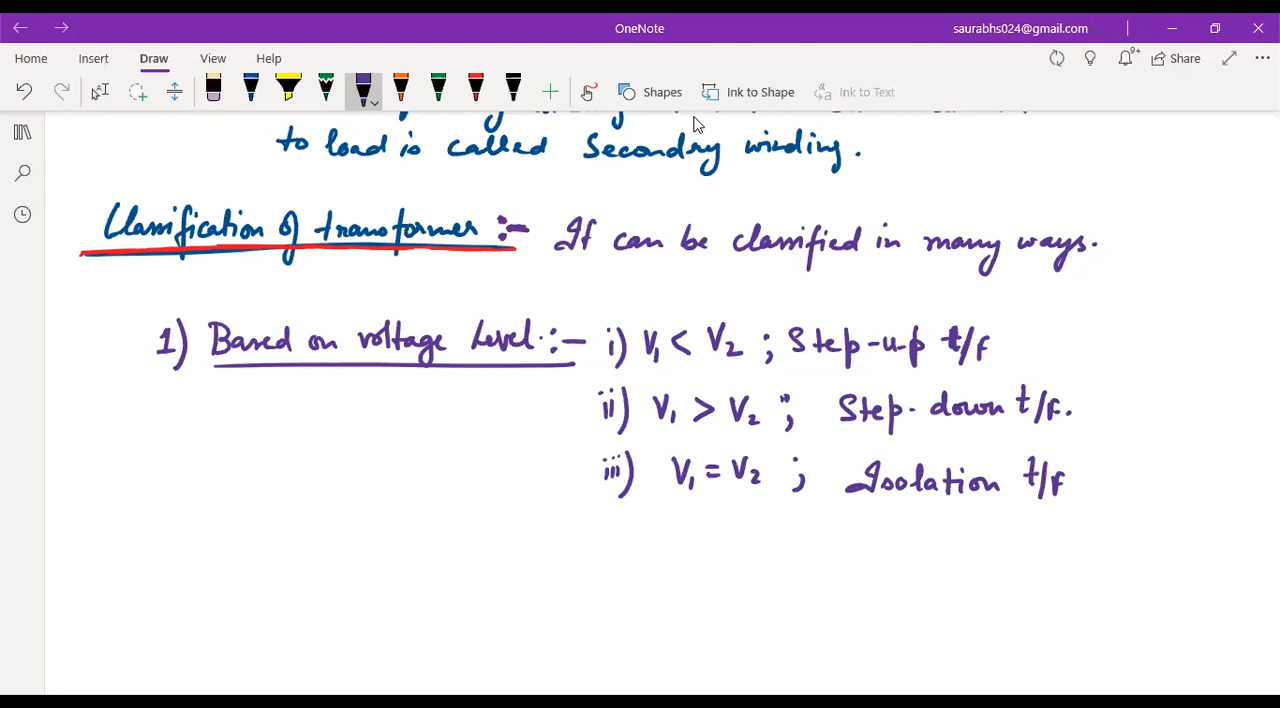 OneNote
saurabhs024@gmail.com
Home Insert Draw View Help
Share
Shapes Ink to Shape Ink to Text
to load is called Secondry winding.
Classification of transformer :- It can be classified in many ways.
1) Based on voltage level :- i) V₁ < V₂ ; Step-up t/f
ii) V₁ > V₂ ; Step-down t/f.
iii) V₁ = V₂ ; Isolation t/f